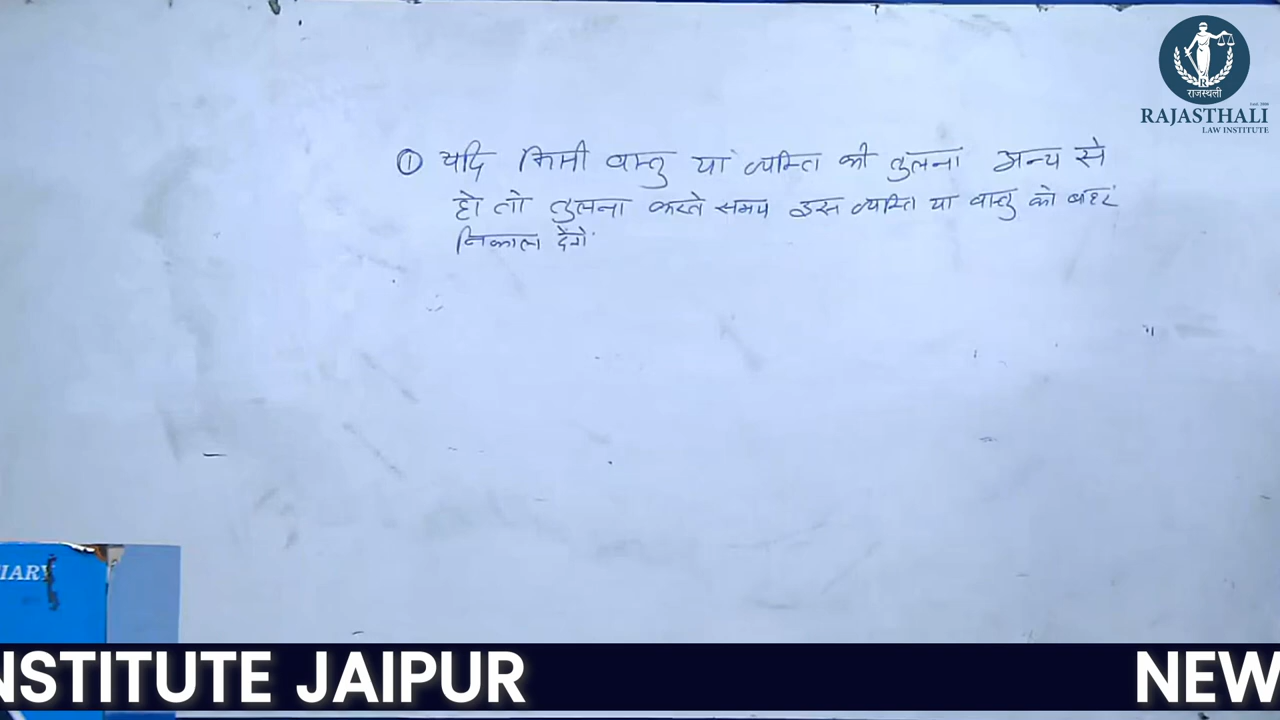 राजस्थली
RAJASTHALI
LAW INSTITUTE
① यदि किसी वस्तु या व्यक्ति की तुलना अन्य से
हो तो तुलना करते समय उस व्यक्ति या वस्तु को बाहर
निकाल देंगे
IARY
NSTITUTE JAIPUR
NEW